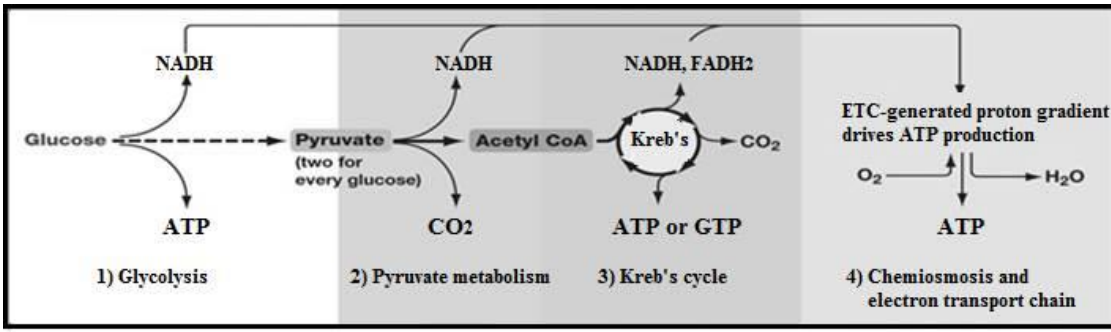 NADH
NADH
NADH, FADH2
ETC-generated proton gradient
drives ATP production
Glucose
Pyruvate
(two for
every glucose)
Acetyl CoA
Kreb's
CO₂
O₂
H₂O
ATP
CO2
ATP or GTP
ATP
1) Glycolysis
2) Pyruvate metabolism
3) Kreb's cycle
4) Chemiosmosis and
electron transport chain